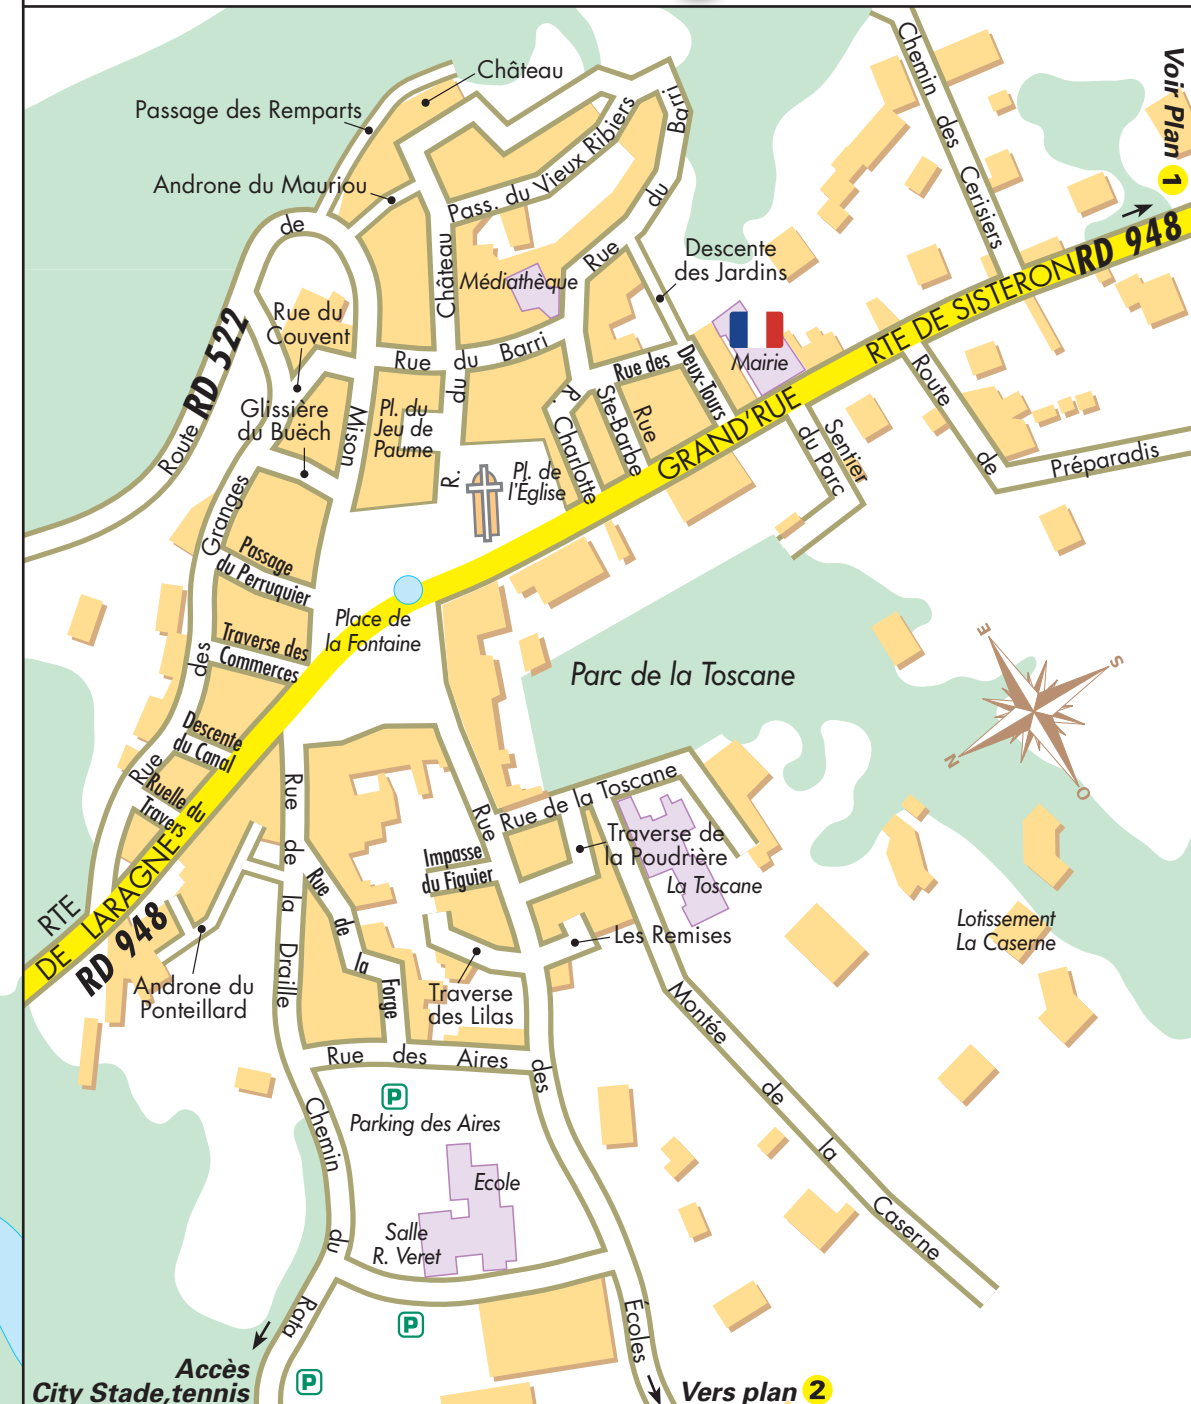 Château
Passage des Remparts
Androne du Mauriou
Pass. du Vieux Ribiers
Rue du Barri
Chemin des Cerisiers
Voir Plan 1
RD 948
RTE DE SISTERON
Descente
des Jardins
Médiathèque
Château
de
Rue du
Couvent
Route RD 522
Rue du Barri
du
Rue des Deux-Tours
Mairie
GRAND'RUE
Route de Préparadis
Glissière
du Buëch
Mison
Pl. du
Jeu de
Paume
R.
Pl. de
l'Eglise
R. Charlotte
Rue
Ste-Barbe
Sentier
du Parc
Rue des Granges
Passage
du Perruquier
Traverse des
Commerces
Place de
la Fontaine
Parc de la Toscane
E
S
N
O
Descente
du Canal
Ruelle du
Travers
RTE
DE LARAGNE
RD 948
Rue de la Draille
Rue de la Forge
Impasse
du Figuier
Rue des Écoles
Rue de la Toscane
Traverse de
la Poudrière
La Toscane
Les Remises
Lotissement
La Caserne
Androne du
Ponteillard
Traverse
des Lilas
Montée de la Caserne
Rue des Aires
P
Parking des Aires
Chemin du Rata
Ecole
Salle
R. Veret
P
P
Accès
City Stade,tennis
Vers plan 2